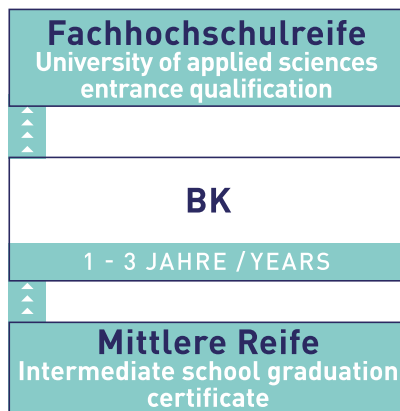 Fachhochschulreife
University of applied sciences
entrance qualification
BK
1 - 3 JAHRE / YEARS
Mittlere Reife
Intermediate school graduation
certificate